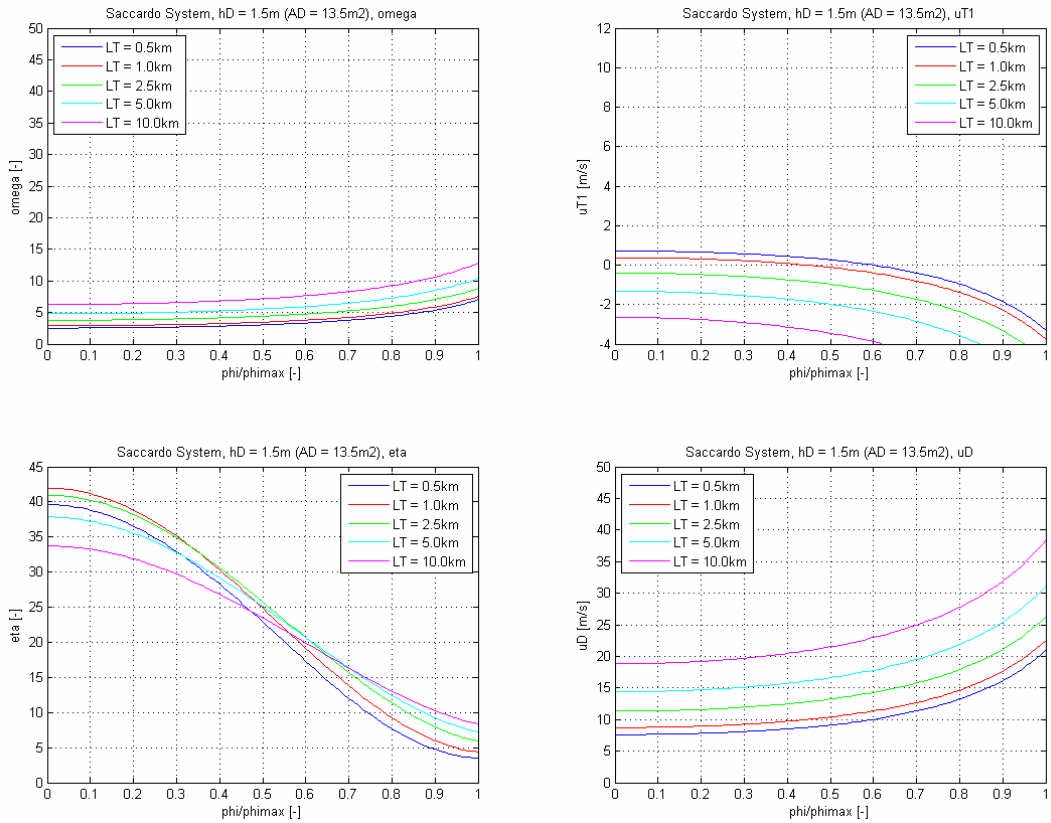 Saccardo System, hD = 1.5m (AD = 13.5m2), omega
50
45
40
35
30
25
20
15
10
5
0
omega [-]
LT = 0.5km
LT = 1.0km
LT = 2.5km
LT = 5.0km
LT = 10.0km
0 0.1 0.2 0.3 0.4 0.5 0.6 0.7 0.8 0.9 1
phi/phimax [-]
Saccardo System, hD = 1.5m (AD = 13.5m2), uT1
12
10
8
6
4
2
0
-2
-4
uT1 [m/s]
LT = 0.5km
LT = 1.0km
LT = 2.5km
LT = 5.0km
LT = 10.0km
0 0.1 0.2 0.3 0.4 0.5 0.6 0.7 0.8 0.9 1
phi/phimax [-]
Saccardo System, hD = 1.5m (AD = 13.5m2), eta
45
40
35
30
25
20
15
10
5
0
eta [-]
LT = 0.5km
LT = 1.0km
LT = 2.5km
LT = 5.0km
LT = 10.0km
0 0.1 0.2 0.3 0.4 0.5 0.6 0.7 0.8 0.9 1
phi/phimax [-]
Saccardo System, hD = 1.5m (AD = 13.5m2), uD
50
45
40
35
30
25
20
15
10
5
0
uD [m/s]
LT = 0.5km
LT = 1.0km
LT = 2.5km
LT = 5.0km
LT = 10.0km
0 0.1 0.2 0.3 0.4 0.5 0.6 0.7 0.8 0.9 1
phi/phimax [-]